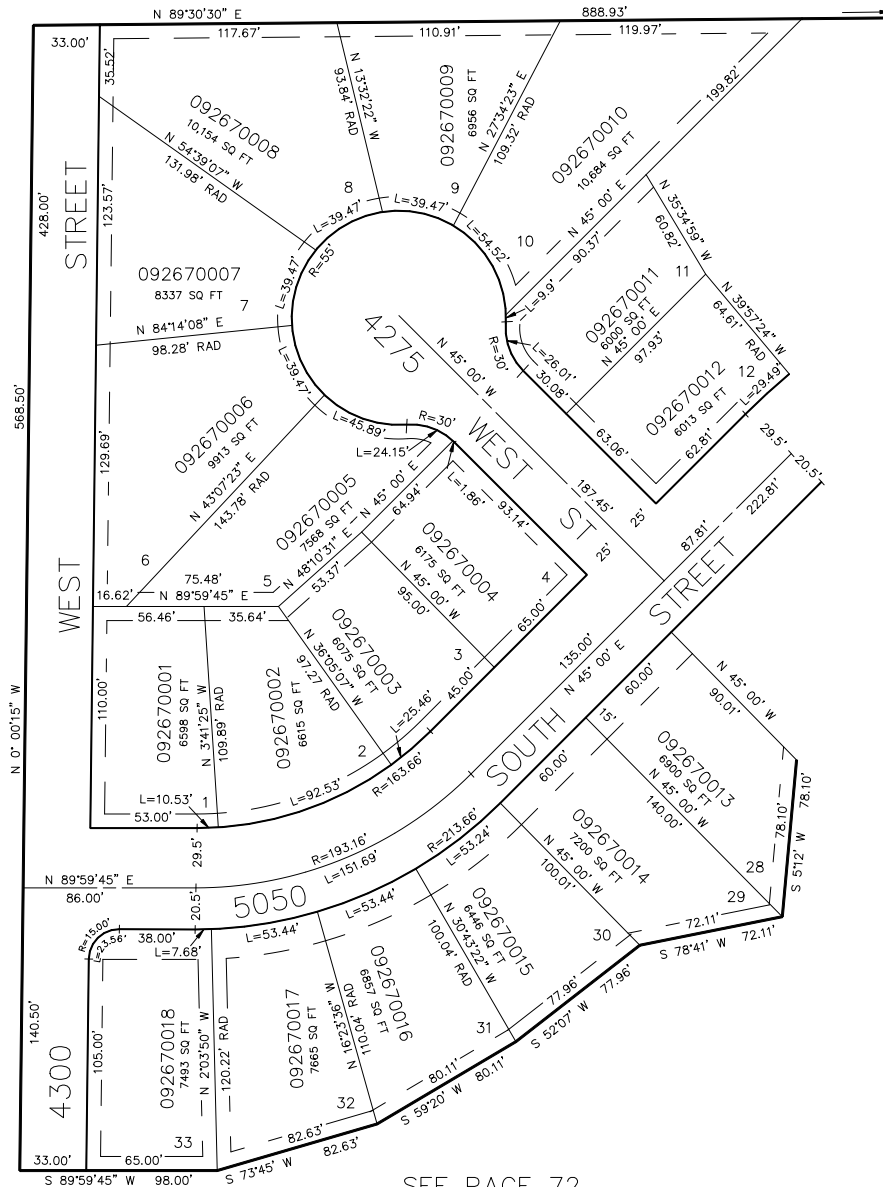 N 89°30'30" E
888.93'
33.00'
117.67'
110.91'
119.97'
35.52'
N 13°32'22" W
93.84' RAD
092670009
6956 SQ FT
N 27°34'23" E
109.32' RAD
199.82'
092670008
10,154 SQ FT
N 54°39'07" W
131.98' RAD
092670010
10,684 SQ FT
N 45° 00' E
90.37'
N 35°34'59" W
60.82'
8
L=39.47'
9
L=39.47'
L=54.52'
10
STREET
428.00'
123.57'
R=55'
L=39.47'
092670007
8337 SQ FT
7
N 84°14'08" E
98.28' RAD
L=9.9'
11
092670011
6000 SQ FT
N 45° 00' E
97.93'
N 39°57'24" W
64.61' RAD
4275
N 45° 00' W
R=30'
L=26.01'
30.08'
12
L=29.49'
092670012
6013 SQ FT
63.06'
62.81'
29.5'
20.5'
L=39.47'
L=45.89'
R=30'
L=24.15'
568.50'
129.69'
092670006
9913 SQ FT
N 43°07'23" E
143.78' RAD
092670005
7568 SQ FT
N 45° 00' E
64.94'
N 48°10'31" E
53.37'
L=1.86'
93.14'
WEST ST
187.45'
25'
25'
87.81'
222.81'
6
75.48'
5
16.62'
N 89°59'45" E
56.46'
35.64'
092670004
6175 SQ FT
N 45° 00' W
95.00'
4
65.00'
WEST
STREET
N 0° 00'15" W
110.00'
092670001
6598 SQ FT
N 3°41'25" W
109.89' RAD
092670002
6615 SQ FT
092670003
6075 SQ FT
N 36°05'07" W
97.27 RAD
3
45.00'
135.00'
N 45° 00' E
60.00'
N 45° 00' W
90.01'
L=25.46'
2
R=163.66'
L=10.53'
1
53.00'
L=92.53'
SOUTH
15'
60.00'
092670013
6900 SQ FT
N 45° 00' W
140.00'
78.10'
78.10'
S 5°12' W
28
29.5'
R=193.16'
L=151.69'
R=213.66'
L=53.24'
N 89°59'45" E
86.00'
20.5'
5050
092670014
7200 SQ FT
N 45° 00' W
100.01'
29
72.11'
S 78°41' W
72.11'
R=15.00'
L=23.56'
38.00'
L=7.68'
L=53.44'
L=53.44'
092670015
6446 SQ FT
N 30°43'22" W
100.04' RAD
30
77.96'
S 52°07' W
77.96'
140.50'
105.00'
092670018
7493 SQ FT
N 2°03'50" W
120.22' RAD
092670017
7665 SQ FT
N 16°23'36" W
110.04' RAD
092670016
7589 SQ FT
31
80.11'
S 59°20' W
80.11'
4300
33
32
33.00'
65.00'
82.63'
S 89°59'45" W
98.00'
S 73°45' W
82.63'
SEE PAGE 72